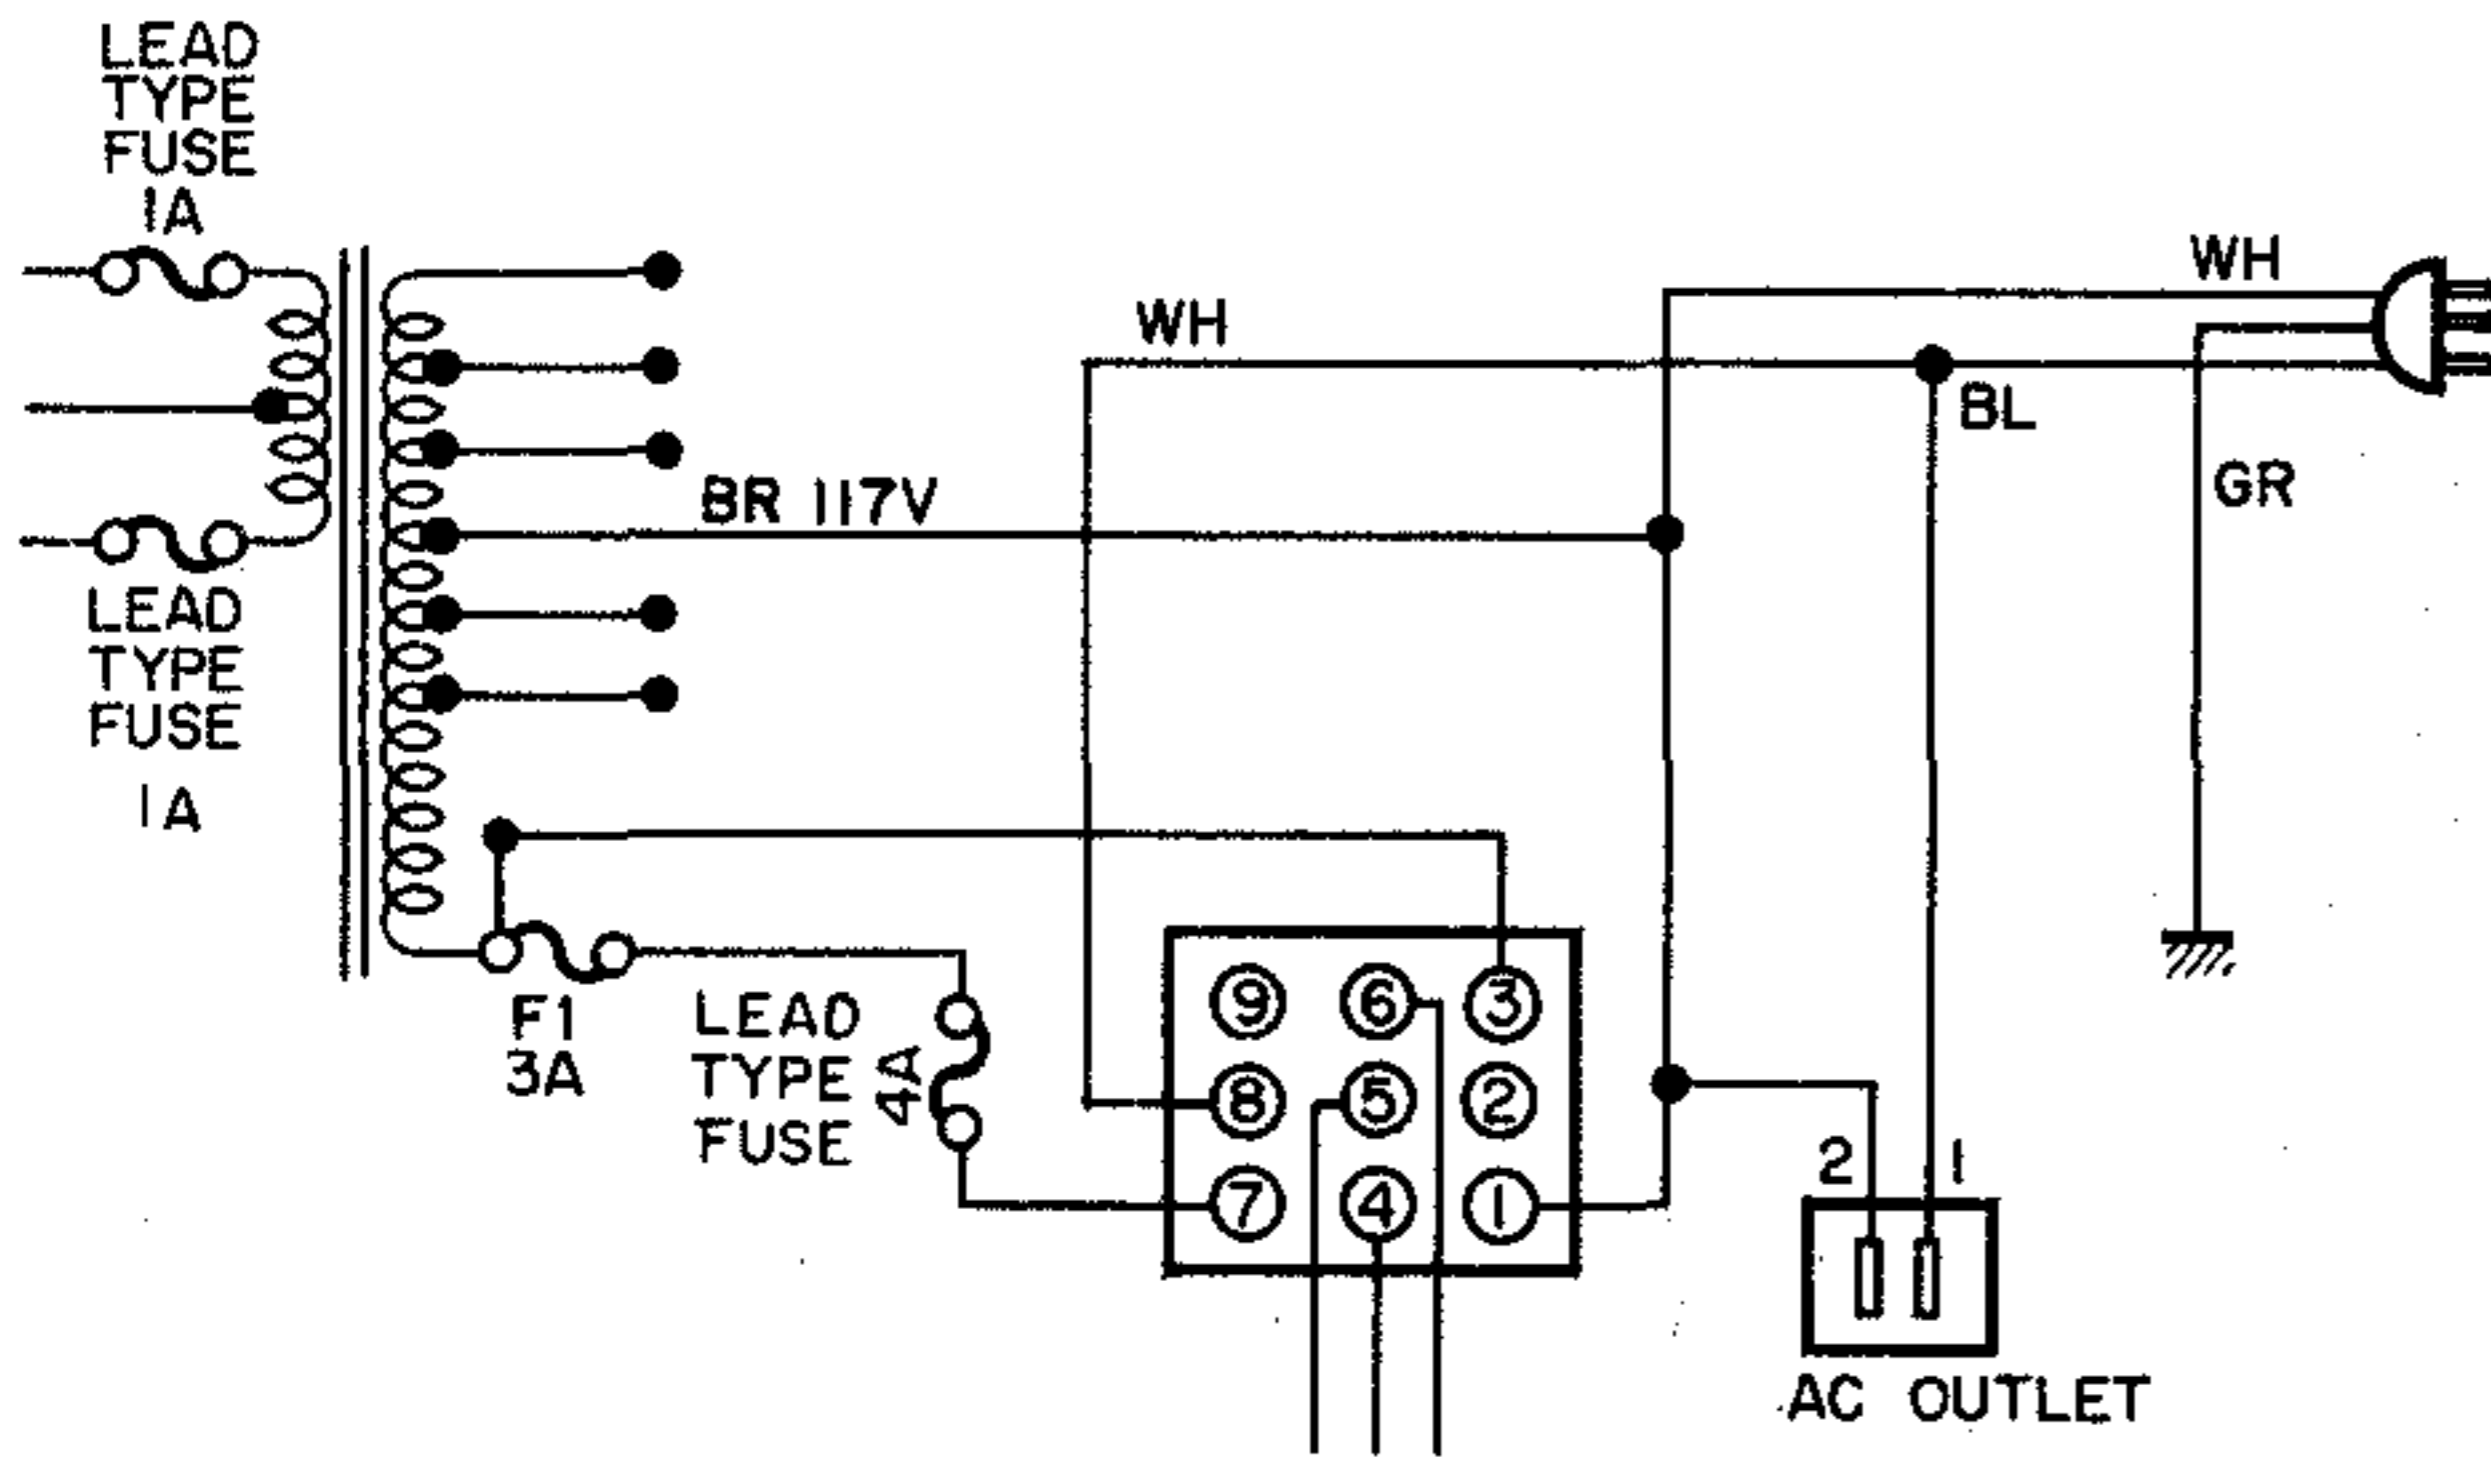 LEAD
TYPE
FUSE
1A
WH
WH
BL
GR
BR 117V
LEAD
TYPE
FUSE
1A
F1
3A
LEAD
TYPE
FUSE
4A
9 6 3
8 5 2
7 4 1
2 1
AC OUTLET